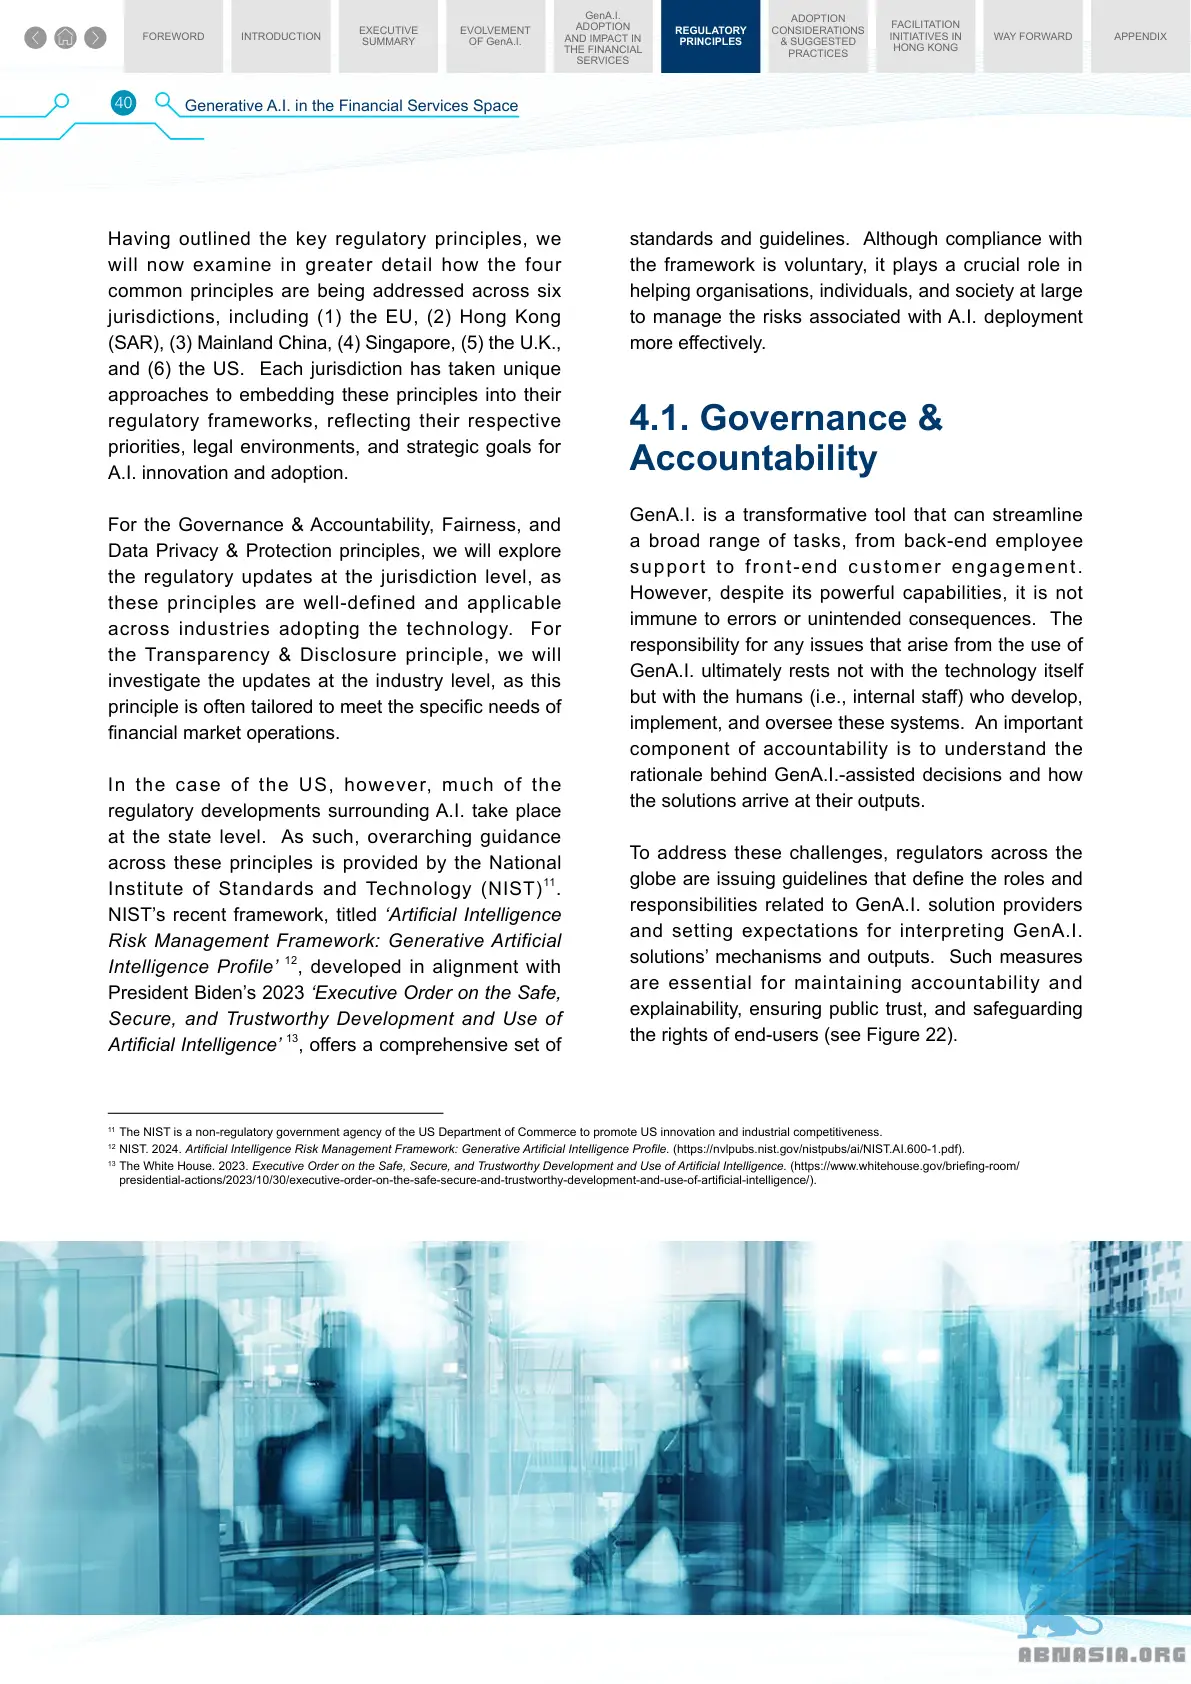 FOREWORD
INTRODUCTION
EXECUTIVE
SUMMARY
EVOLVEMENT
OF GenA.I.
GenA.I.
ADOPTION
AND IMPACT IN
THE FINANCIAL
SERVICES
REGULATORY
PRINCIPLES
ADOPTION
CONSIDERATIONS
& SUGGESTED
PRACTICES
FACILITATION
INITIATIVES IN
HONG KONG
WAY FORWARD
APPENDIX
40
Generative A.I. in the Financial Services Space
Having outlined the key regulatory principles, we
will now examine in greater detail how the four
common principles are being addressed across six
jurisdictions, including (1) the EU, (2) Hong Kong
(SAR), (3) Mainland China, (4) Singapore, (5) the U.K.,
and (6) the US. Each jurisdiction has taken unique
approaches to embedding these principles into their
regulatory frameworks, reflecting their respective
priorities, legal environments, and strategic goals for
A.I. innovation and adoption.
For the Governance & Accountability, Fairness, and
Data Privacy & Protection principles, we will explore
the regulatory updates at the jurisdiction level, as
these principles are well-defined and applicable
across industries adopting the technology. For
the Transparency & Disclosure principle, we will
investigate the updates at the industry level, as this
principle is often tailored to meet the specific needs of
financial market operations.
In the case of the US, however, much of the
regulatory developments surrounding A.I. take place
at the state level. As such, overarching guidance
across these principles is provided by the National
Institute of Standards and Technology (NIST)11.
NIST's recent framework, titled ‘Artificial Intelligence
Risk Management Framework: Generative Artificial
Intelligence Profile’ 12, developed in alignment with
President Biden's 2023 ‘Executive Order on the Safe,
Secure, and Trustworthy Development and Use of
Artificial Intelligence’ 13, offers a comprehensive set of
standards and guidelines. Although compliance with
the framework is voluntary, it plays a crucial role in
helping organisations, individuals, and society at large
to manage the risks associated with A.I. deployment
more effectively.
4.1. Governance &
Accountability
GenA.I. is a transformative tool that can streamline
a broad range of tasks, from back-end employee
support to front-end customer engagement.
However, despite its powerful capabilities, it is not
immune to errors or unintended consequences. The
responsibility for any issues that arise from the use of
GenA.I. ultimately rests not with the technology itself
but with the humans (i.e., internal staff) who develop,
implement, and oversee these systems. An important
component of accountability is to understand the
rationale behind GenA.I.-assisted decisions and how
the solutions arrive at their outputs.
To address these challenges, regulators across the
globe are issuing guidelines that define the roles and
responsibilities related to GenA.I. solution providers
and setting expectations for interpreting GenA.I.
solutions’ mechanisms and outputs. Such measures
are essential for maintaining accountability and
explainability, ensuring public trust, and safeguarding
the rights of end-users (see Figure 22).
11 The NIST is a non-regulatory government agency of the US Department of Commerce to promote US innovation and industrial competitiveness.
12 NIST. 2024. Artificial Intelligence Risk Management Framework: Generative Artificial Intelligence Profile. (https://nvlpubs.nist.gov/nistpubs/ai/NIST.AI.600-1.pdf).
13 The White House. 2023. Executive Order on the Safe, Secure, and Trustworthy Development and Use of Artificial Intelligence. (https://www.whitehouse.gov/briefing-room/
presidential-actions/2023/10/30/executive-order-on-the-safe-secure-and-trustworthy-development-and-use-of-artificial-intelligence/).
ABNASIA.ORG